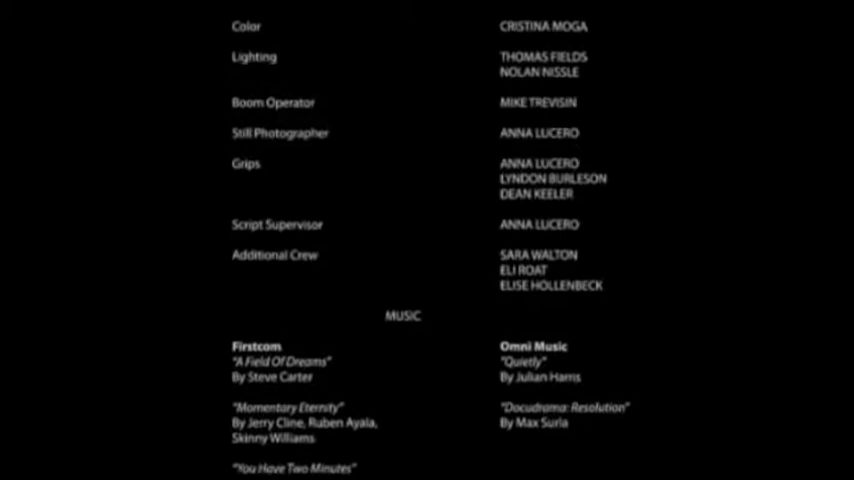 Color CRISTINA MOGA
Lighting THOMAS FIELDS
NOLAN NISSLE
Boom Operator MIKE TREVISIN
Still Photographer ANNA LUCERO
Grips ANNA LUCERO
LYNDON BURLESON
DEAN KEELER
Script Supervisor ANNA LUCERO
Additional Crew SARA WALTON
ELI ROAT
ELISE HOLLENBECK
MUSIC
Firstcom Omni Music
"A Field Of Dreams" "Quietly"
By Steve Carter By Julian Harris
"Momentary Eternity" "Docudrama: Resolution"
By Jerry Cline, Ruben Ayala, By Max Surla
Skinny Williams
"You Have Two Minutes"